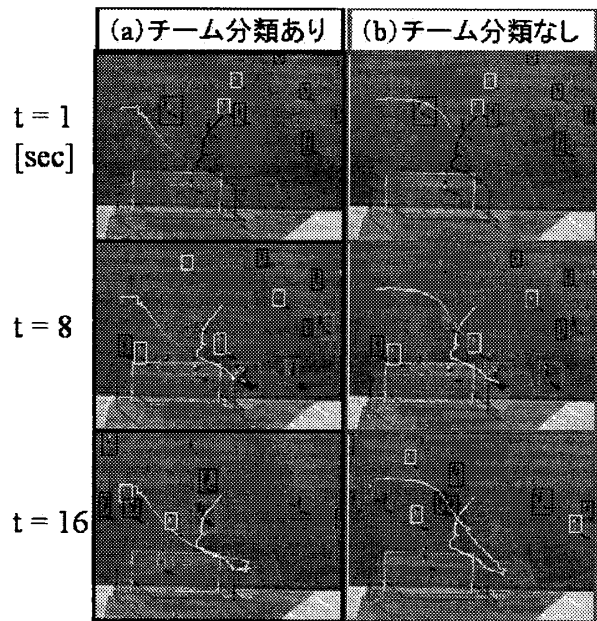 (a)チーム分類あり
(b)チーム分類なし
t = 1
[sec]
t = 8
t = 16